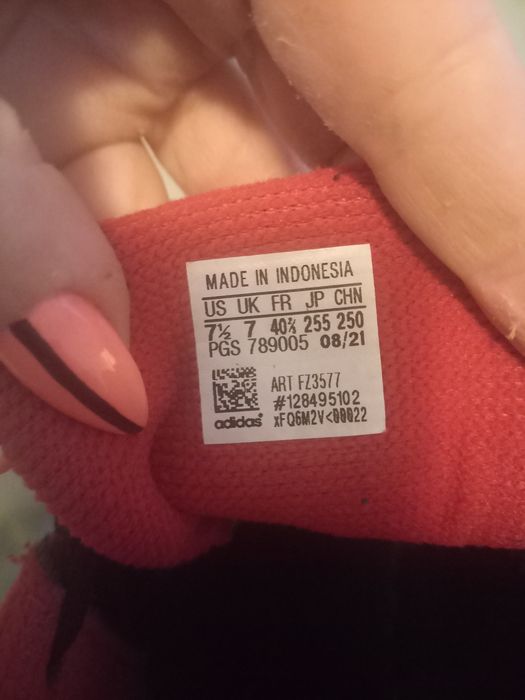 MADE IN INDONESIA
US UK FR JP CHN
7½ 7 40⅔ 255 250
PGS 789005 08/21
ART FZ3577
#128495102
adidas® xFQ6M2V<00022